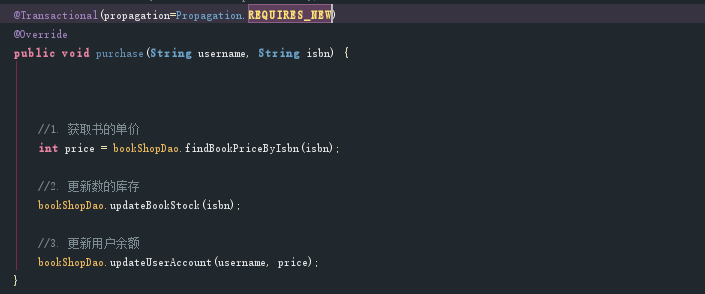 @Transactional(propagation=Propagation.REQUIRES_NEW)
@Override
public void purchase(String username, String isbn) {
//1. 获取书的单价
int price = bookShopDao.findBookPriceByIsbn(isbn);
//2. 更新数的库存
bookShopDao.updateBookStock(isbn);
//3. 更新用户余额
bookShopDao.updateUserAccount(username, price);
}